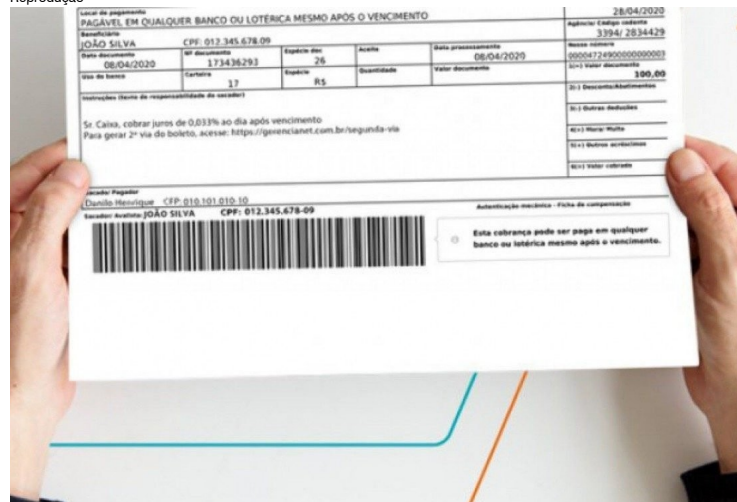 Reprodução
Local de pagamento
PAGÁVEL EM QUALQUER BANCO OU LOTÉRICA MESMO APÓS O VENCIMENTO
28/04/2020
Beneficiário
Agência/ Código cedente
JOÃO SILVA CPF: 012.345.678.09
3394/ 2834429
Data documento Nº documento Espécie doc Aceite Data processamento Nosso número
08/04/2020 173436293 26 08/04/2020
Uso do banco Carteira Espécie Quantidade Valor documento 1(=) Valor documento
17 R$ 100,00
Instruções (texto de responsabilidade do sacador) 2(-) Desconto/Abatimentos
3(-) Outras deduções
Sr. Caixa, cobrar juros de 0,033% ao dia após vencimento
Para gerar 2ª via do boleto, acesse: https://gerencianet.com.br/segunda-via
4(+) Mora/ Multa
5(+) Outros acréscimos
6(=) Valor cobrado
Sacado/ Pagador
Danilo Henrique CFP: 010.101.010-10
Sacador/ Avalista: JOÃO SILVA CPF: 012.345.678-09
Autenticação mecânica - Ficha de compensação
Esta cobrança pode ser paga em qualquer
banco ou lotérica mesmo após o vencimento.